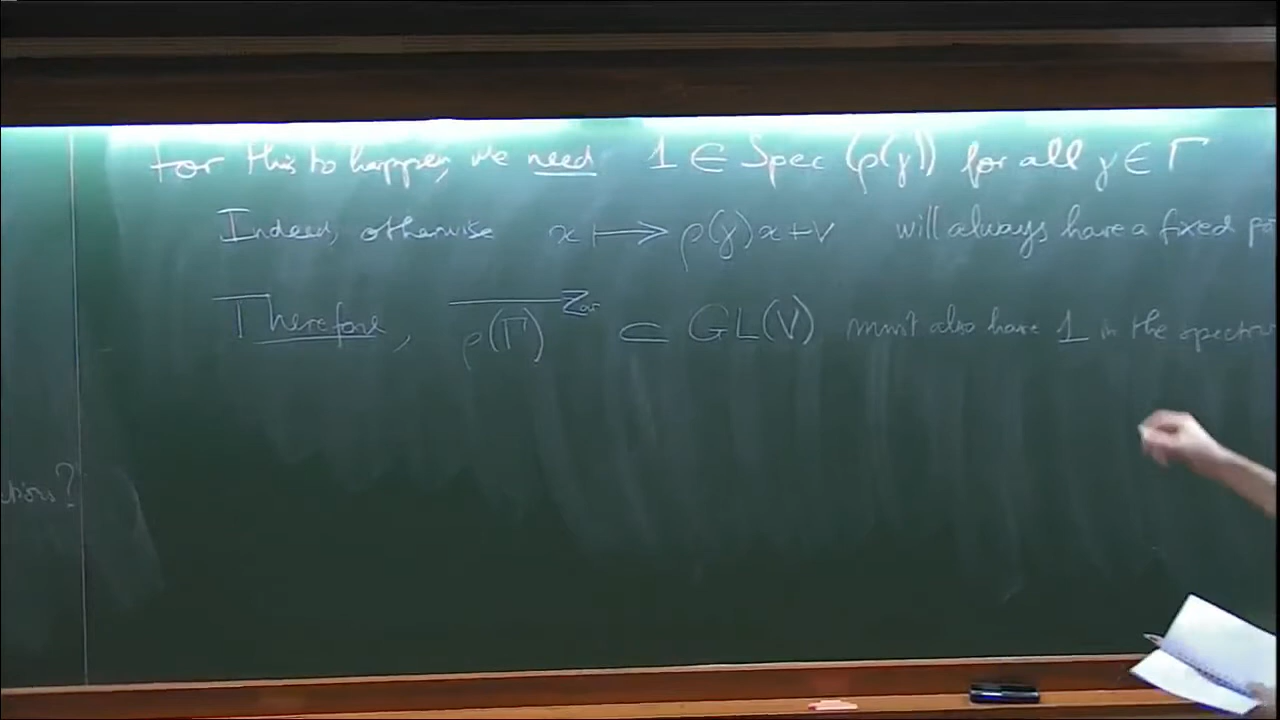 For this to happen, we need 1 ∈ Spec (ρ(γ)) for all γ ∈ Γ
Indeed, otherwise x ⟼ ρ(γ)x+V will always have a fixed
Therefore, \overline{ρ(Γ)}^{Zar} ⊂ GL(V) must also have 1 in the